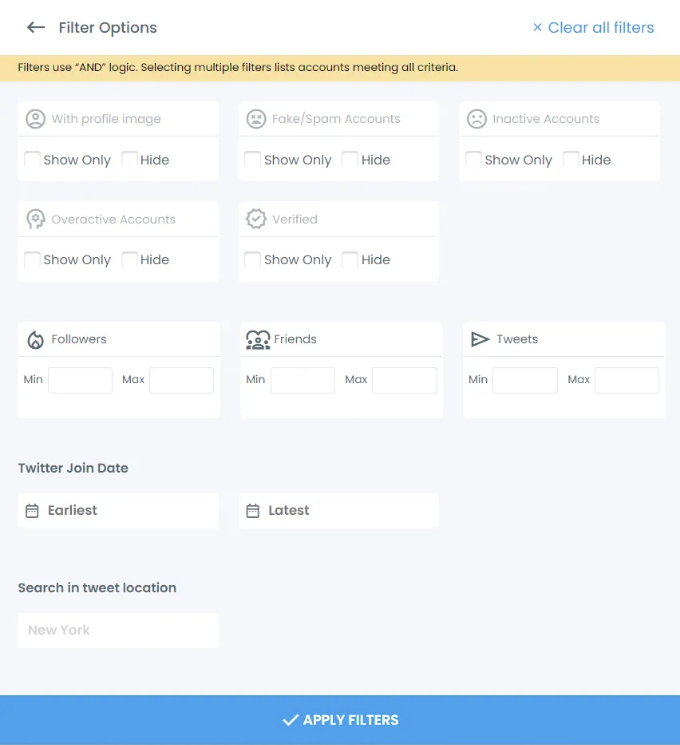 Filter Options
× Clear all filters
Filters use “AND” logic. Selecting multiple filters lists accounts meeting all criteria.
With profile image
Fake/Spam Accounts
Inactive Accounts
Show Only Hide
Show Only Hide
Show Only Hide
Overactive Accounts
Verified
Show Only Hide
Show Only Hide
Followers
Friends
Tweets
Min Max
Min Max
Min Max
Twitter Join Date
Earliest
Latest
Search in tweet location
New York
APPLY FILTERS